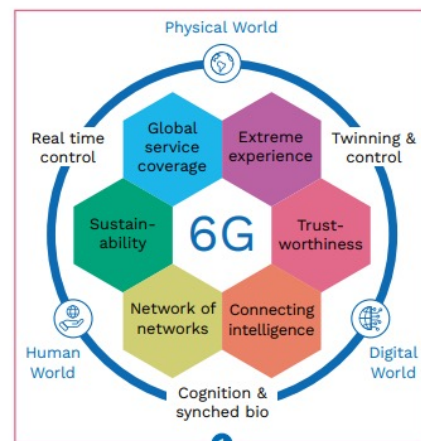 Physical World
Global
service
coverage
Extreme
experience
Real time
control
Twinning &
control
Sustain-
ability
6G
Trust-
worthiness
Network of
networks
Connecting
intelligence
Human
World
Digital
World
Cognition &
synched bio